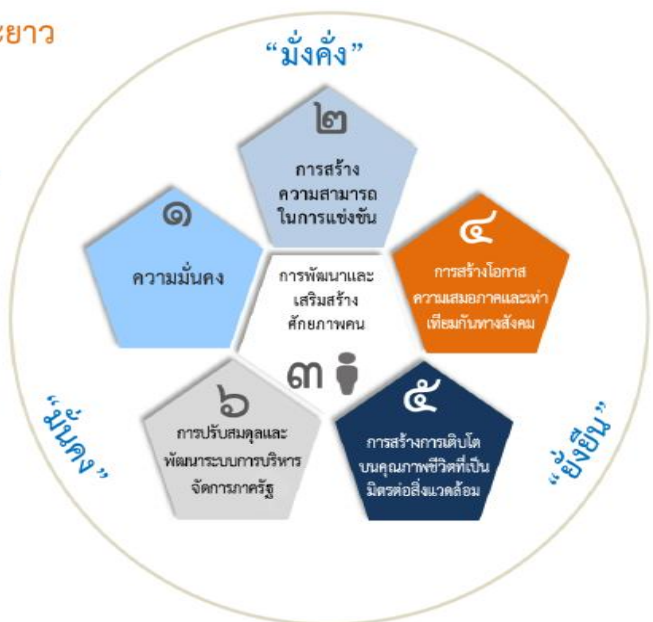 ะยาว
“มั่งคั่ง”
๒
การสร้าง
ความสามารถ
ในการแข่งขัน
๑
ความมั่นคง
การพัฒนาและ
เสริมสร้าง
ศักยภาพคน
๓
๔
การสร้างโอกาส
ความเสมอภาคและเท่า
เทียมกันทางสังคม
๖
การปรับสมดุลและ
พัฒนาระบบการบริหาร
จัดการภาครัฐ
๕
การสร้างการเติบโต
บนคุณภาพชีวิตที่เป็น
มิตรต่อสิ่งแวดล้อม
“มั่นคง”
“ยั่งยืน”